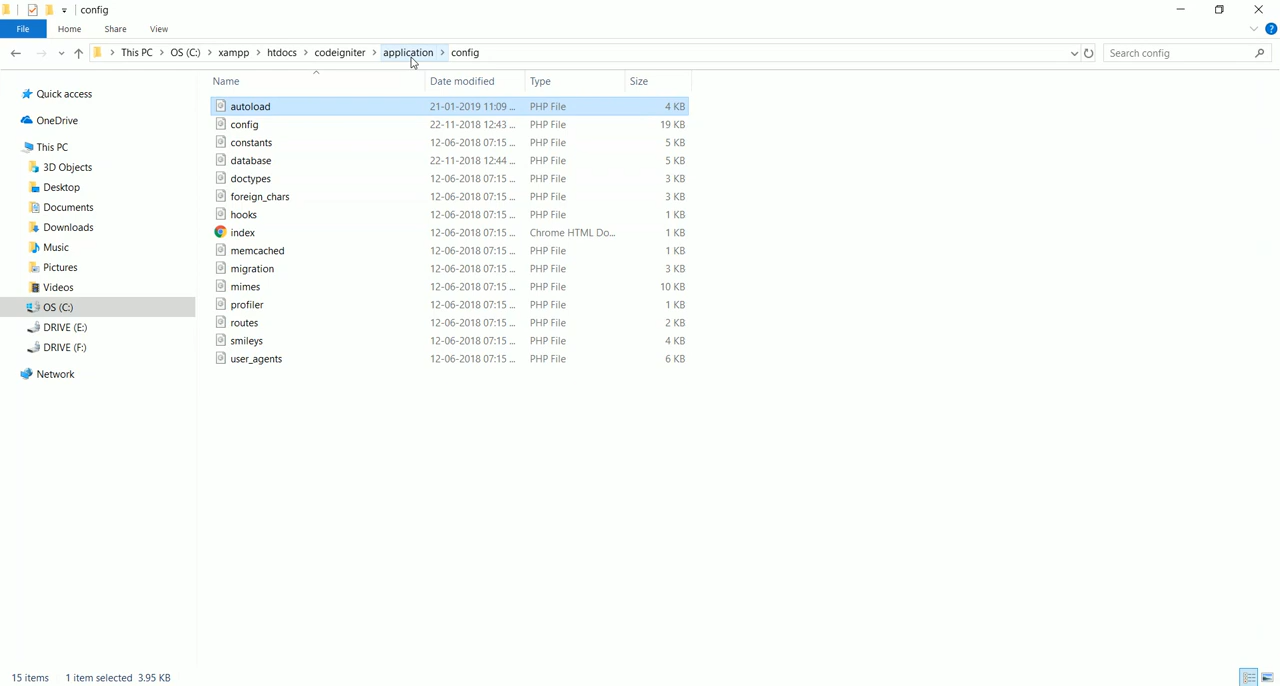 config
File Home Share View
This PC OS (C:) xampp htdocs codeigniter application config
Search config
Name Date modified Type Size
Quick access
OneDrive
This PC
3D Objects
Desktop
Documents
Downloads
Music
Pictures
Videos
OS (C:)
DRIVE (E:)
DRIVE (F:)
Network
autoload 21-01-2019 11:09 ... PHP File 4 KB
config 22-11-2018 12:43 ... PHP File 19 KB
constants 12-06-2018 07:15 ... PHP File 5 KB
database 22-11-2018 12:44 ... PHP File 5 KB
doctypes 12-06-2018 07:15 ... PHP File 3 KB
foreign_chars 12-06-2018 07:15 ... PHP File 3 KB
hooks 12-06-2018 07:15 ... PHP File 1 KB
index 12-06-2018 07:15 ... Chrome HTML Do... 1 KB
memcached 12-06-2018 07:15 ... PHP File 1 KB
migration 12-06-2018 07:15 ... PHP File 3 KB
mimes 12-06-2018 07:15 ... PHP File 10 KB
profiler 12-06-2018 07:15 ... PHP File 1 KB
routes 12-06-2018 07:15 ... PHP File 2 KB
smileys 12-06-2018 07:15 ... PHP File 4 KB
user_agents 12-06-2018 07:15 ... PHP File 6 KB
15 items 1 item selected 3.95 KB